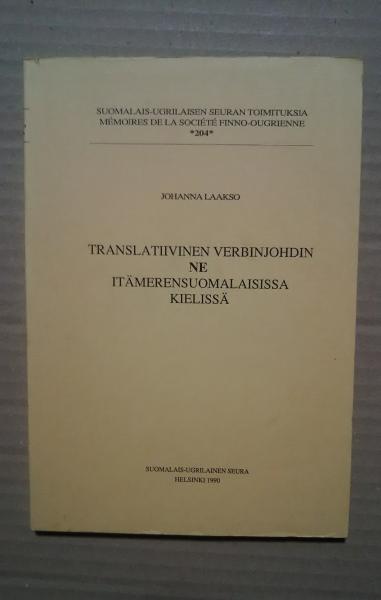 SUOMALAIS-UGRILAISEN SEURAN TOIMITUKSIA
MÉMOIRES DE LA SOCIÉTÉ FINNO-OUGRIENNE
*204*
JOHANNA LAAKSO
TRANSLATIIVINEN VERBINJOHDIN
NE
ITÄMERENSUOMALAISISSA
KIELISSÄ
SUOMALAIS-UGRILAINEN SEURA
HELSINKI 1990